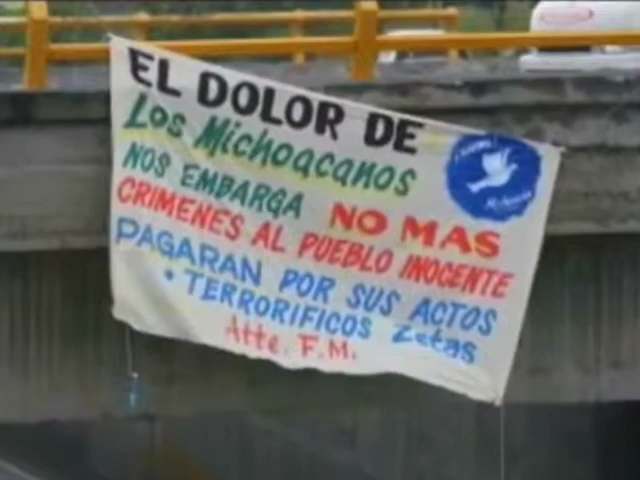 EL DOLOR DE
Los Michoacanos
NOS EMBARGA NO MAS
CRIMENES AL PUEBLO INOCENTE
PAGARAN POR SUS ACTOS
• TERRORIFICOS Zetas
Atte. F.M.